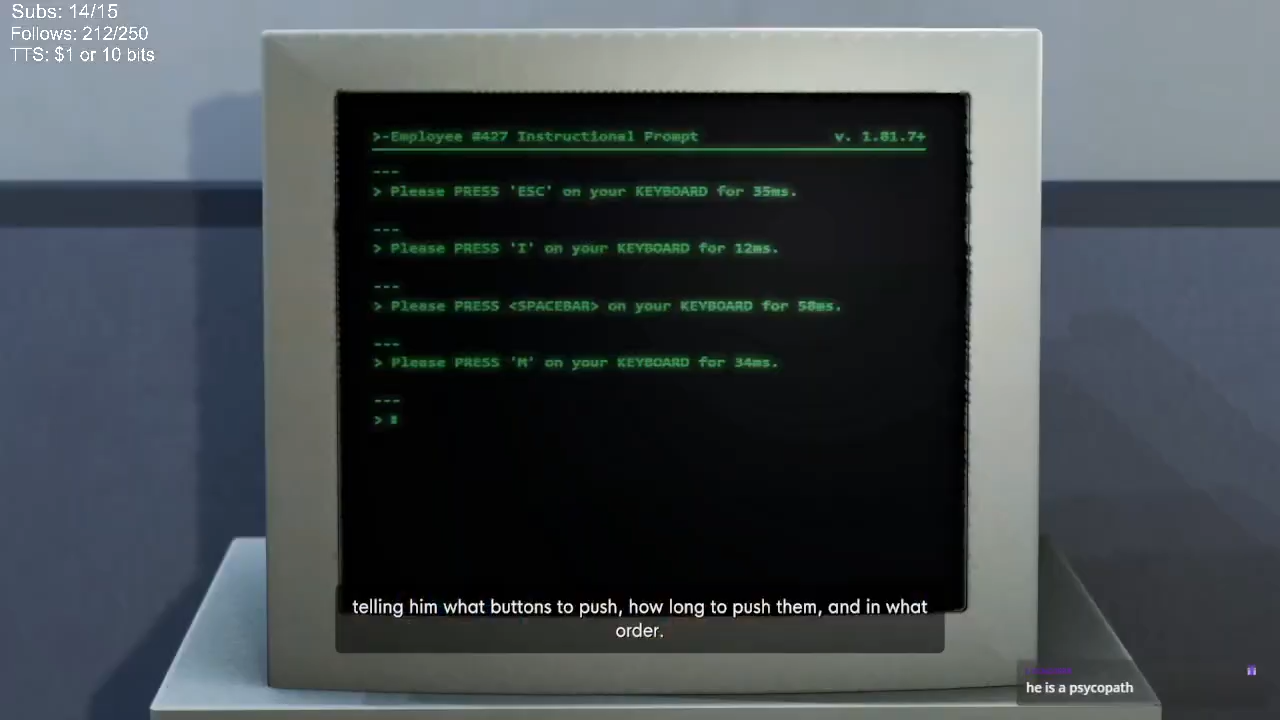 Subs: 14/15
Follows: 212/250
TTS: $1 or 10 bits
>-Employee #427 Instructional Prompt v. 1.81.7+
---
> Please PRESS 'ESC' on your KEYBOARD for 35ms.
---
> Please PRESS 'I' on your KEYBOARD for 12ms.
---
> Please PRESS <SPACEBAR> on your KEYBOARD for 58ms.
---
> Please PRESS 'M' on your KEYBOARD for 34ms.
---
>
telling him what buttons to push, how long to push them, and in what
order.
he is a psycopath